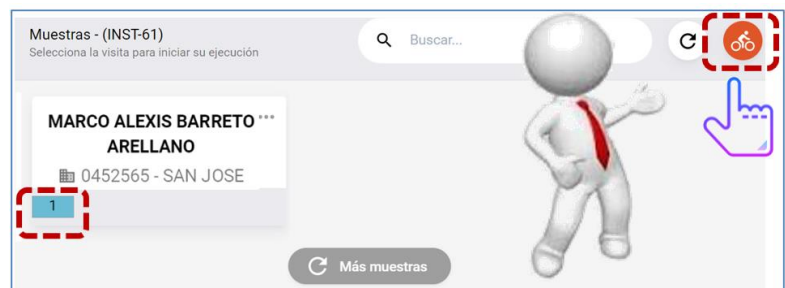 Muestras - (INST-61)
Selecciona la visita para iniciar su ejecución
Buscar...
MARCO ALEXIS BARRETO
ARELLANO
0452565 - SAN JOSE
1
Más muestras